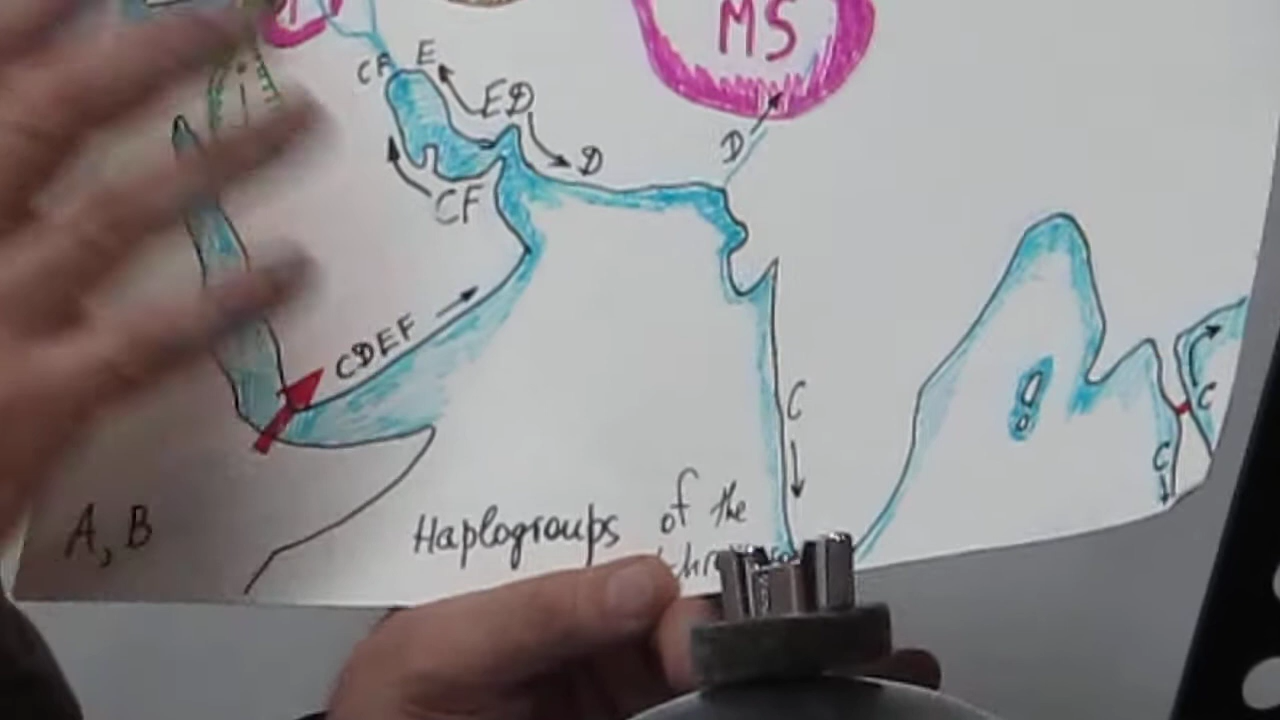 MS
CF E
ED
D
D
CF
CDEF
C
C
C
A, B
Haplogroups of the